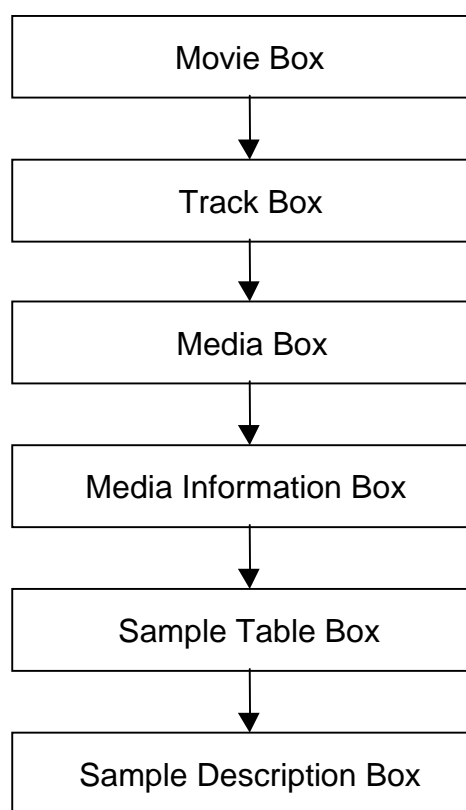 Movie Box
Track Box
Media Box
Media Information Box
Sample Table Box
Sample Description Box